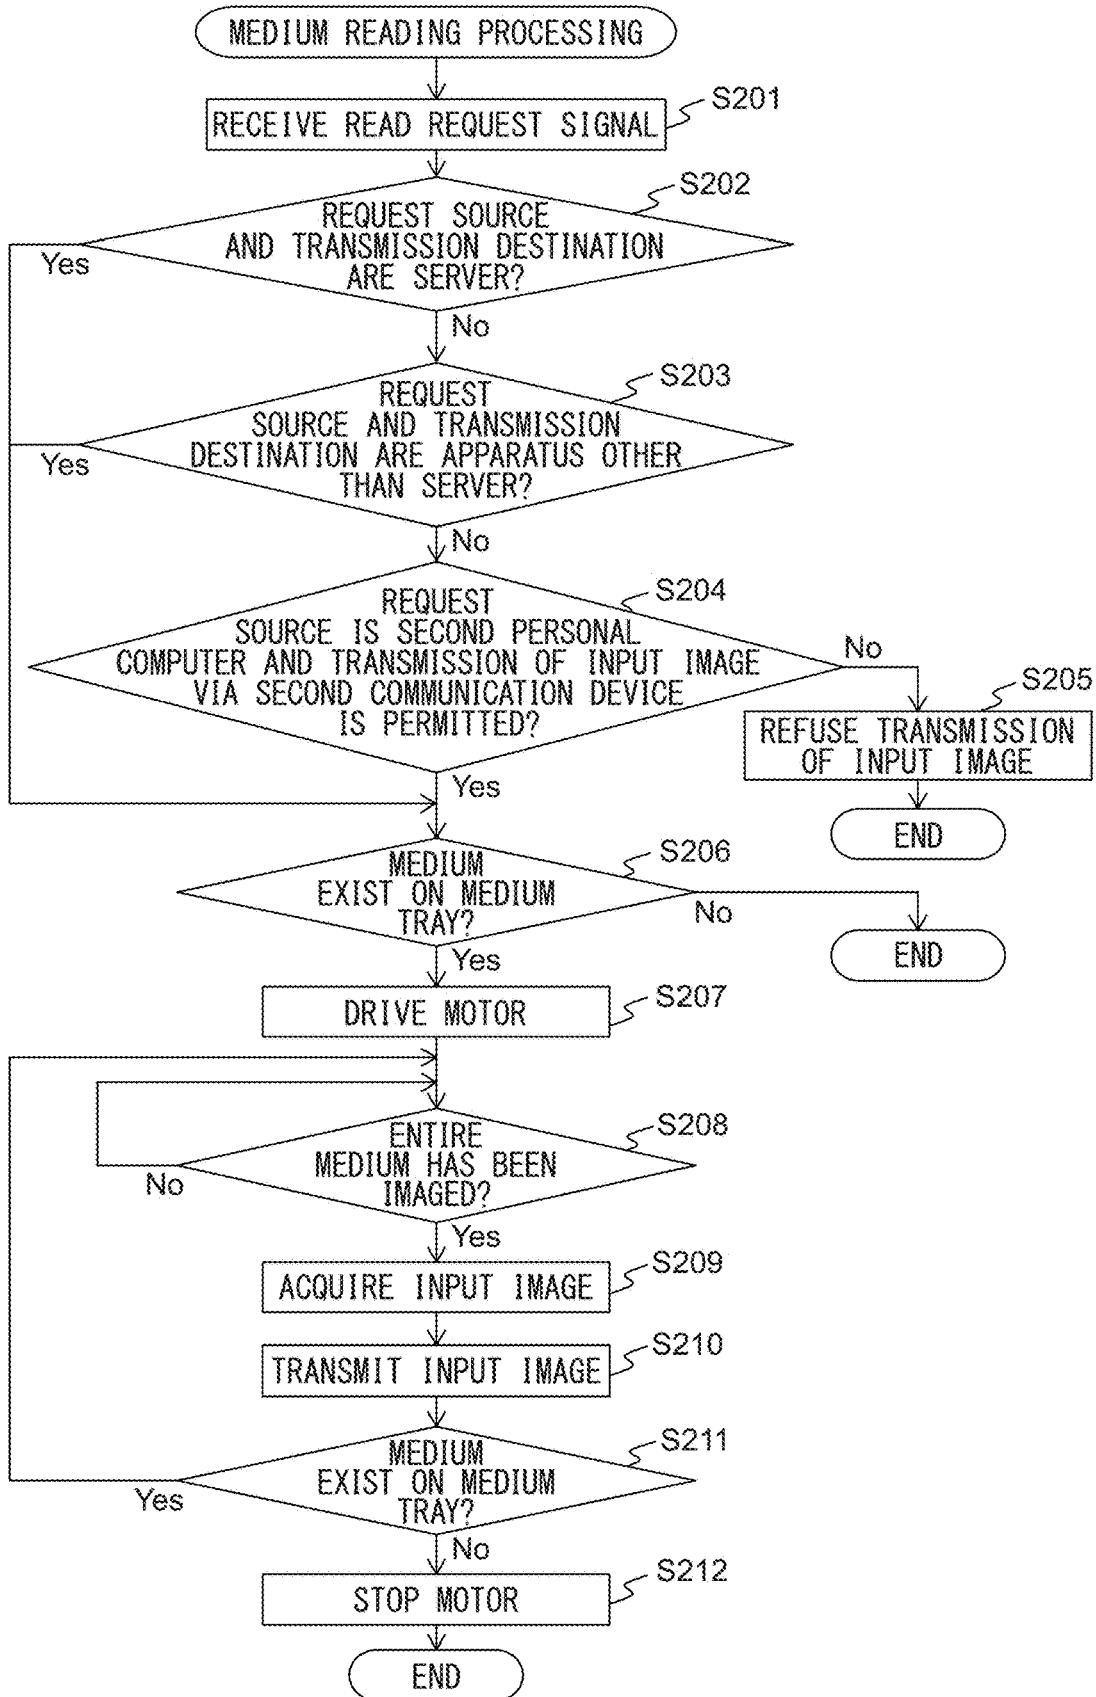 MEDIUM READING PROCESSING
S201
RECEIVE READ REQUEST SIGNAL
S202
REQUEST SOURCE
AND TRANSMISSION DESTINATION
ARE SERVER?
Yes
No
S203
REQUEST
SOURCE AND TRANSMISSION
DESTINATION ARE APPARATUS OTHER
THAN SERVER?
Yes
No
S204
REQUEST
SOURCE IS SECOND PERSONAL
COMPUTER AND TRANSMISSION OF INPUT IMAGE
VIA SECOND COMMUNICATION DEVICE
IS PERMITTED?
No
S205
REFUSE TRANSMISSION
OF INPUT IMAGE
Yes
END
S206
MEDIUM
EXIST ON MEDIUM
TRAY?
No
END
Yes
S207
DRIVE MOTOR
S208
ENTIRE
MEDIUM HAS BEEN
IMAGED?
No
Yes
S209
ACQUIRE INPUT IMAGE
S210
TRANSMIT INPUT IMAGE
S211
MEDIUM
EXIST ON MEDIUM
TRAY?
Yes
No
S212
STOP MOTOR
END